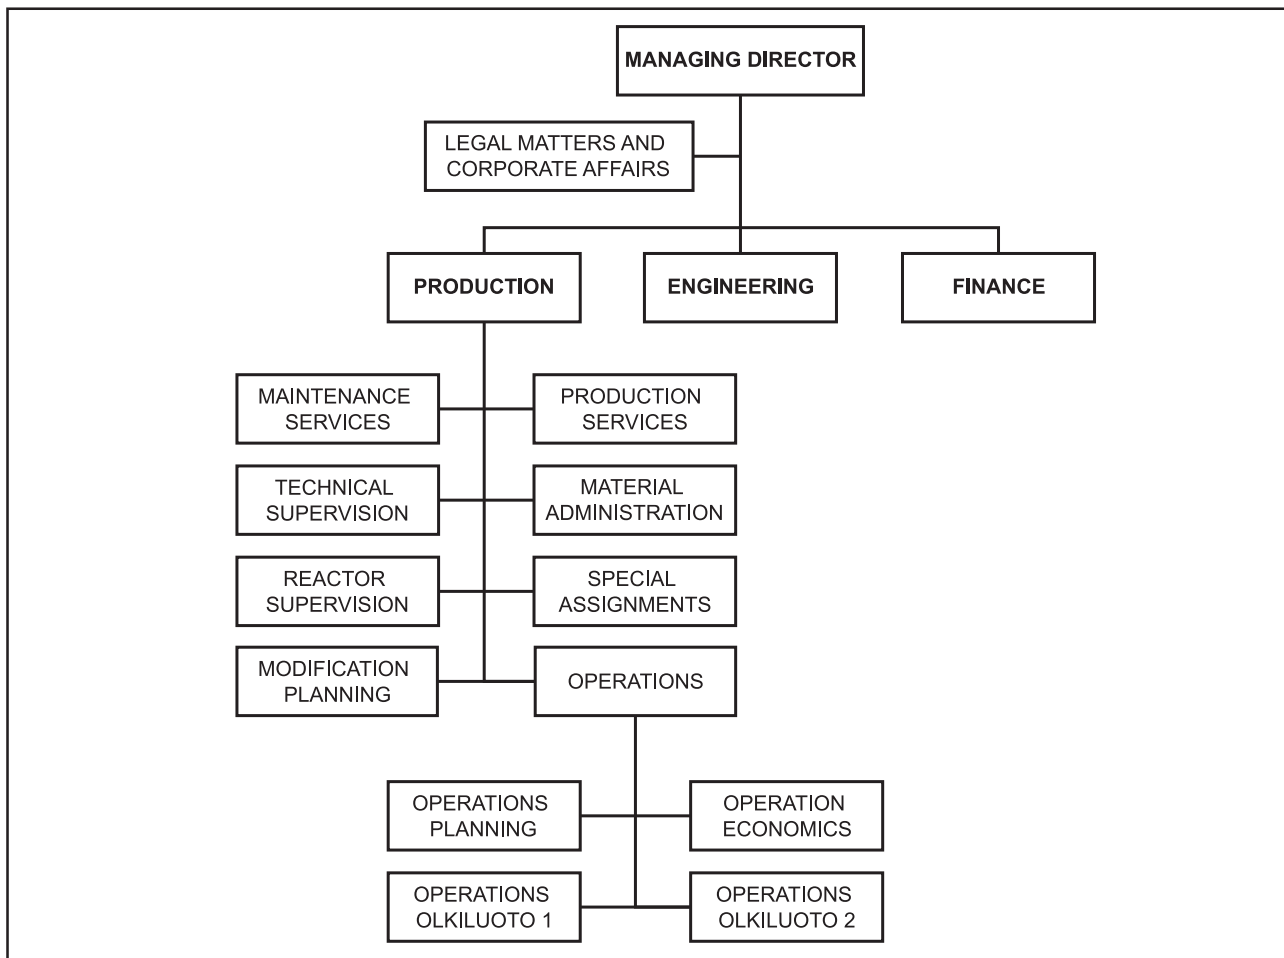 MANAGING DIRECTOR
LEGAL MATTERS AND
CORPORATE AFFAIRS
PRODUCTION
ENGINEERING
FINANCE
MAINTENANCE
SERVICES
PRODUCTION
SERVICES
TECHNICAL
SUPERVISION
MATERIAL
ADMINISTRATION
REACTOR
SUPERVISION
SPECIAL
ASSIGNMENTS
MODIFICATION
PLANNING
OPERATIONS
OPERATIONS
PLANNING
OPERATION
ECONOMICS
OPERATIONS
OLKILUOTO 1
OPERATIONS
OLKILUOTO 2